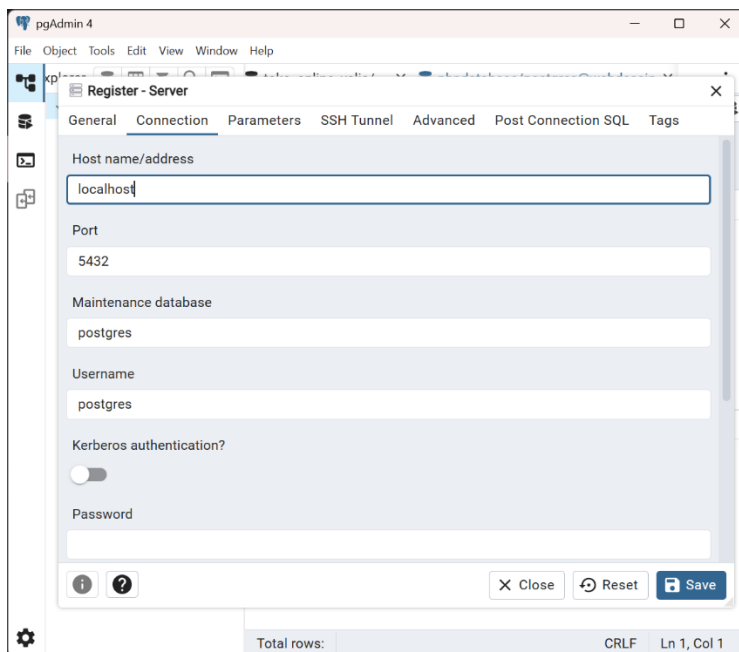 pgAdmin 4
File Object Tools Edit View Window Help
Register - Server
General Connection Parameters SSH Tunnel Advanced Post Connection SQL Tags
Host name/address
localhost
Port
5432
Maintenance database
postgres
Username
postgres
Kerberos authentication?
Password
Close Reset Save
Total rows: CRLF Ln 1, Col 1